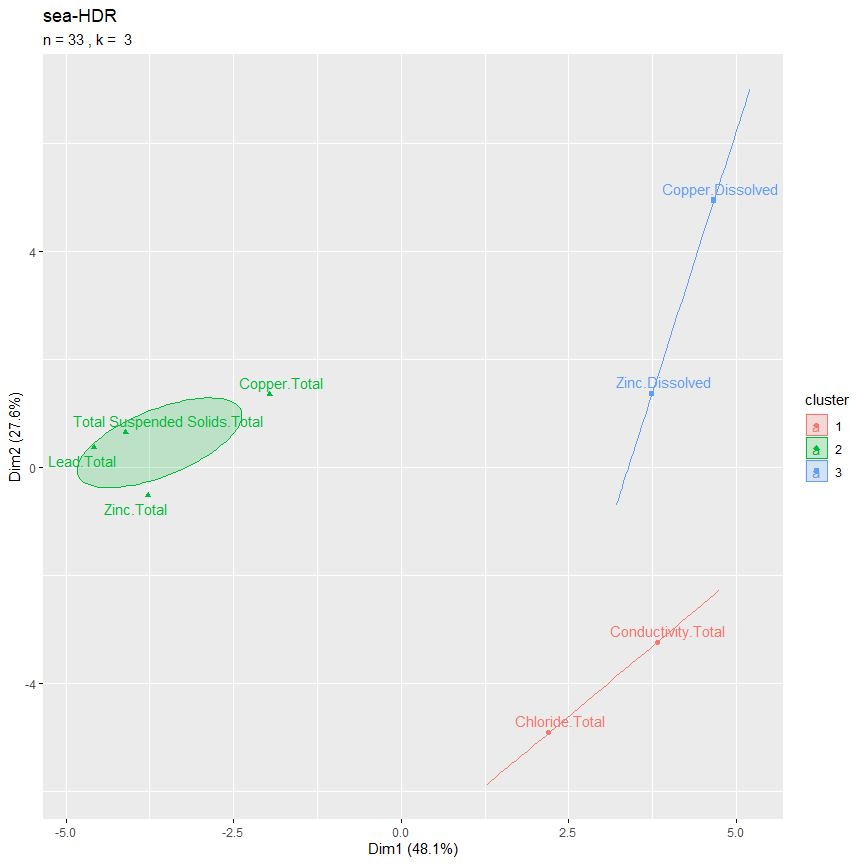 sea-HDR
n = 33 , k =  3
Copper.Dissolved
4
Zinc.Dissolved
Copper.Total
Total Suspended Solids.Total
Lead.Total
0
Zinc.Total
Conductivity.Total
-4
Chloride.Total
-5.0 -2.5 0.0 2.5 5.0
Dim1 (48.1%)
Dim2 (27.6%)
cluster
a 1
a 2
a 3